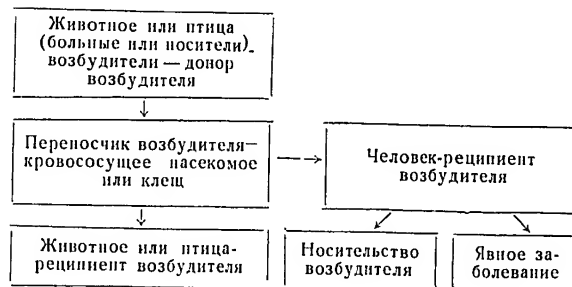 Животное или птица
(больные или носители)_
возбудители — донор
возбудителя
Переносчик возбудителя—
кровососущее насекомое
или клещ
Человек-реципиент
возбудителя
Животное или птица-
реципиент возбудителя
Носительство
возбудителя
Явное за-
болевание